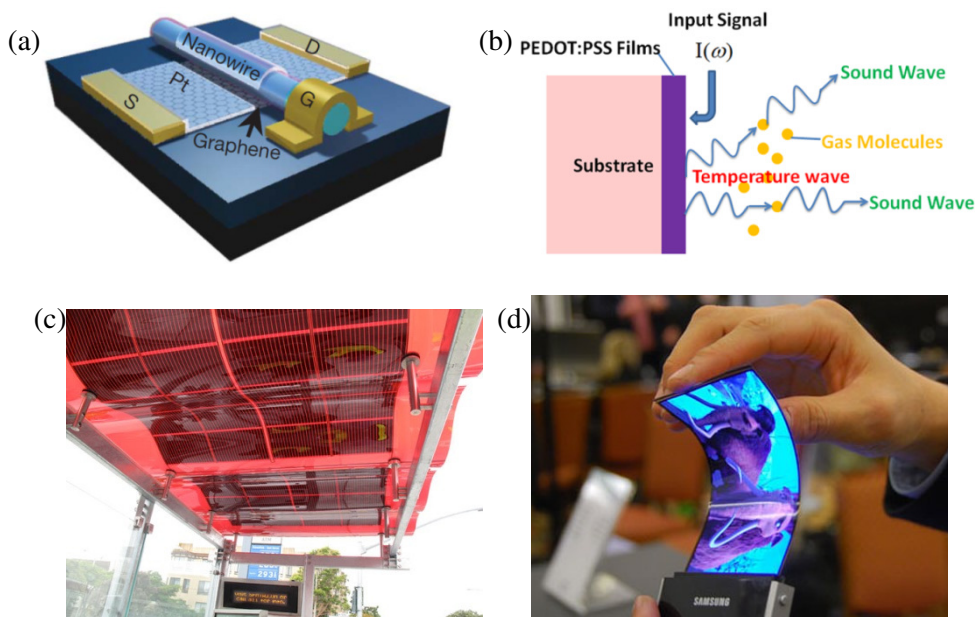 (a)
Nanowire
D
Pt
G
S
Graphene
(b)
Input Signal
PEDOT:PSS Films
I(ω)
Sound Wave
Gas Molecules
Substrate
Temperature wave
Sound Wave
(c)
(d)
SAMSUNG